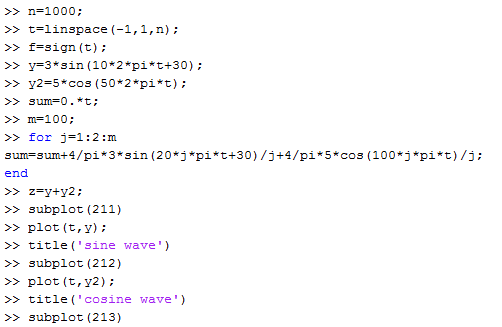 >> n=1000;
>> t=linspace(-1,1,n);
>> f=sign(t);
>> y=3*sin(10*2*pi*t+30);
>> y2=5*cos(50*2*pi*t);
>> sum=0.*t;
>> m=100;
>> for j=1:2:m
sum=sum+4/pi*3*sin(20*j*pi*t+30)/j+4/pi*5*cos(100*j*pi*t)/j;
end
>> z=y+y2;
>> subplot(211)
>> plot(t,y);
>> title('sine wave')
>> subplot(212)
>> plot(t,y2);
>> title('cosine wave')
>> subplot(213)